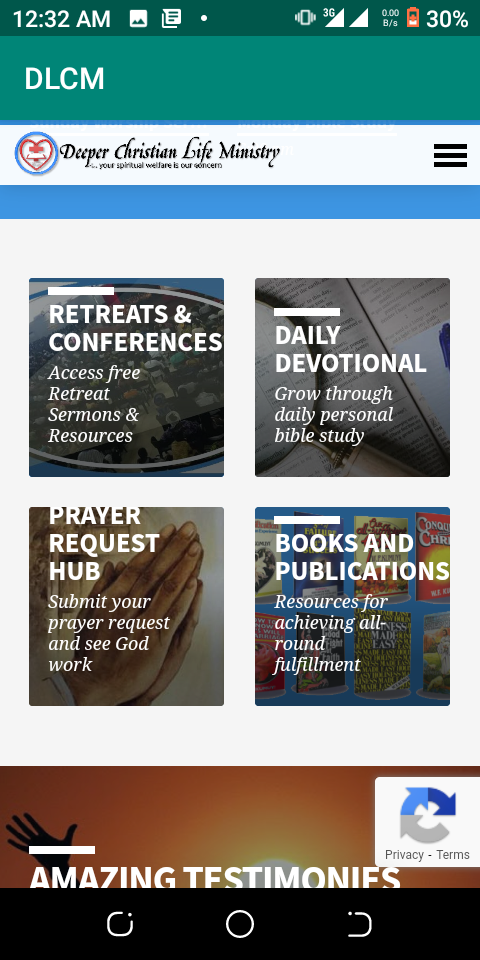 12:32 AM
3G
0.00
B/s
30%
DLCM
Deeper Christian Life Ministry
... your spiritual welfare is our concern
RETREATS &
CONFERENCES
Access free
Retreat
Sermons &
Resources
DAILY
DEVOTIONAL
Grow through
daily personal
bible study
PRAYER
REQUEST
HUB
Submit your
prayer request
and see God
work
BOOKS AND
PUBLICATIONS
Resources for
achieving all-
round
fulfillment
Privacy - Terms
AMAZING TESTIMONIES